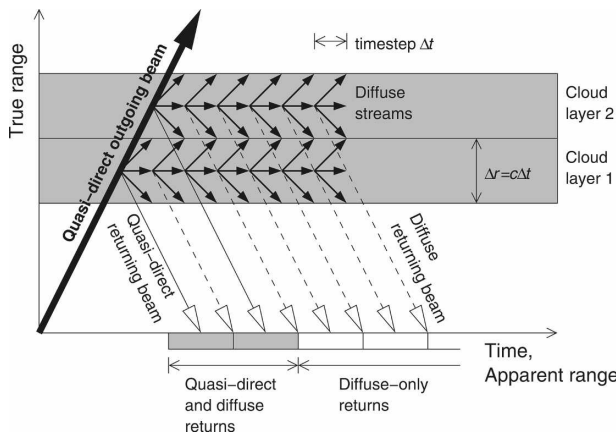 True range
Quasi−direct outgoing beam
timestep Δt
Diffuse
streams
Cloud
layer 2
Cloud
layer 1
Δr=cΔt
Quasi−direct
returning beam
Diffuse
returning beam
Time,
Apparent range
Quasi−direct
and diffuse
returns
Diffuse−only
returns